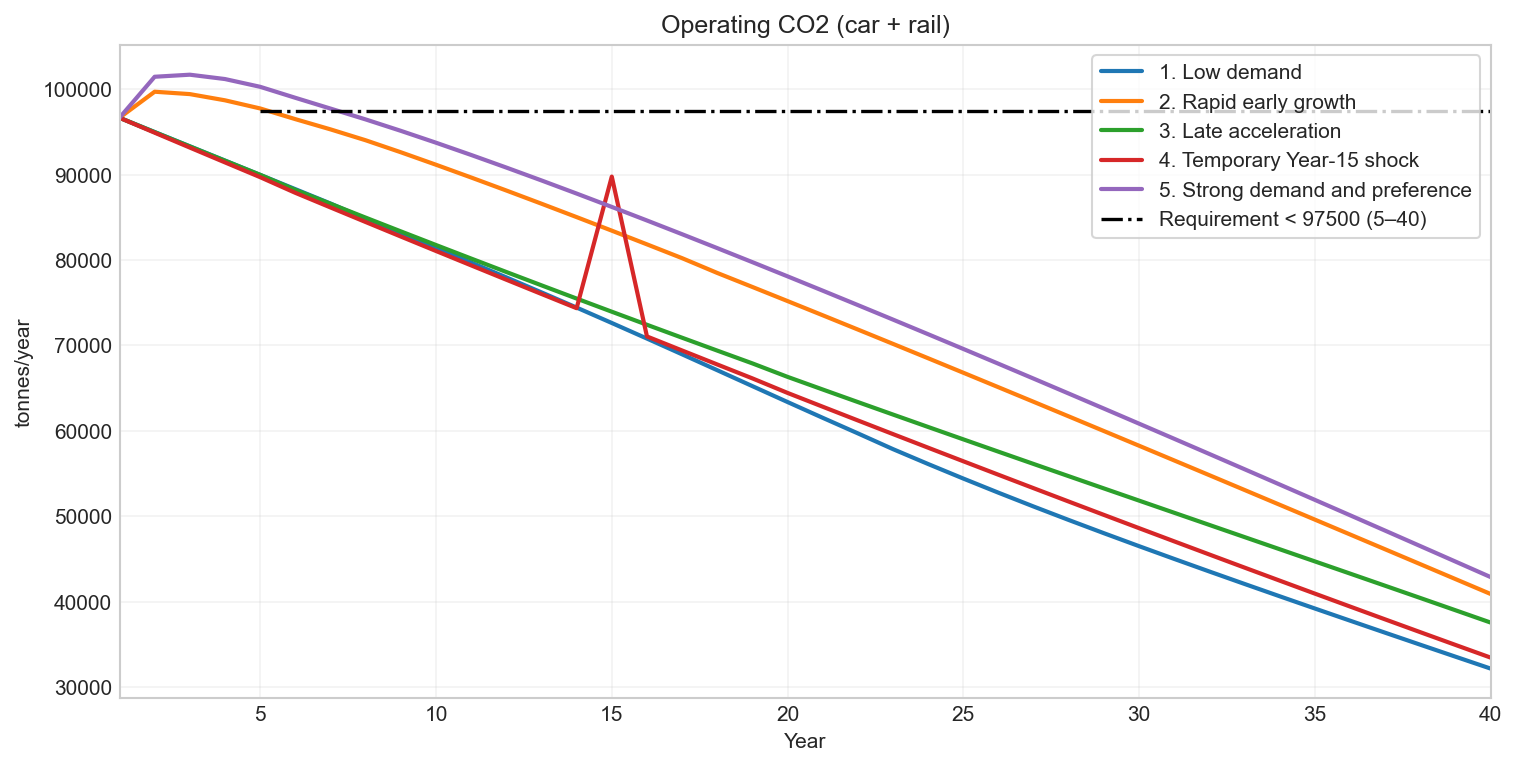 Operating CO2 (car + rail)
tonnes/year
100000
90000
80000
70000
60000
50000
40000
30000
1. Low demand
2. Rapid early growth
3. Late acceleration
4. Temporary Year-15 shock
5. Strong demand and preference
Requirement < 97500 (5–40)
5
10
15
20
25
30
35
40
Year